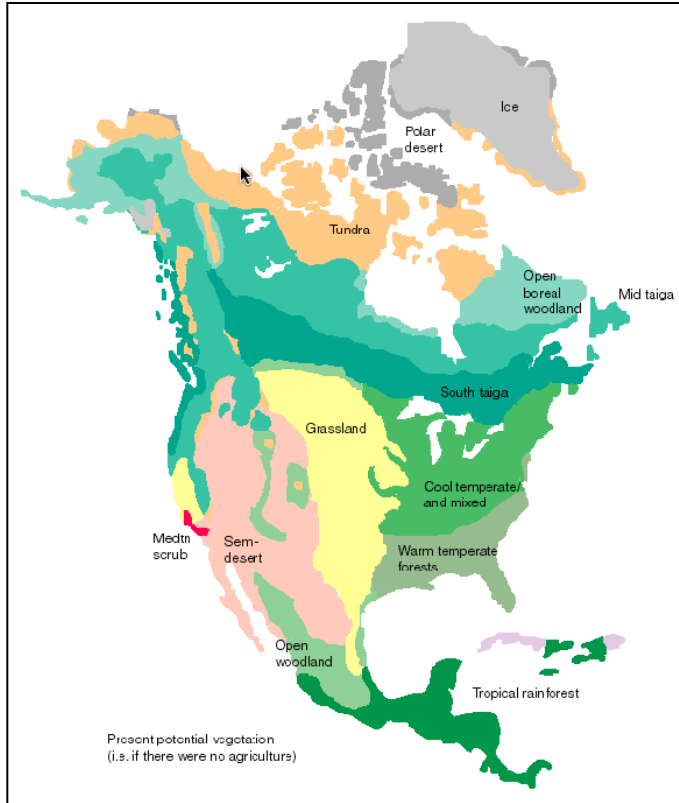 Ice
Polar
desert
Tundra
Open
boreal
woodland
Mid taiga
South taiga
Grassland
Cool temperate/
and mixed
Medtn
scrub
Sem-
desert
Warm temperate
forests
Open
woodland
Tropical rainforest
Present potential vegetation
(i.e. if there were no agriculture)